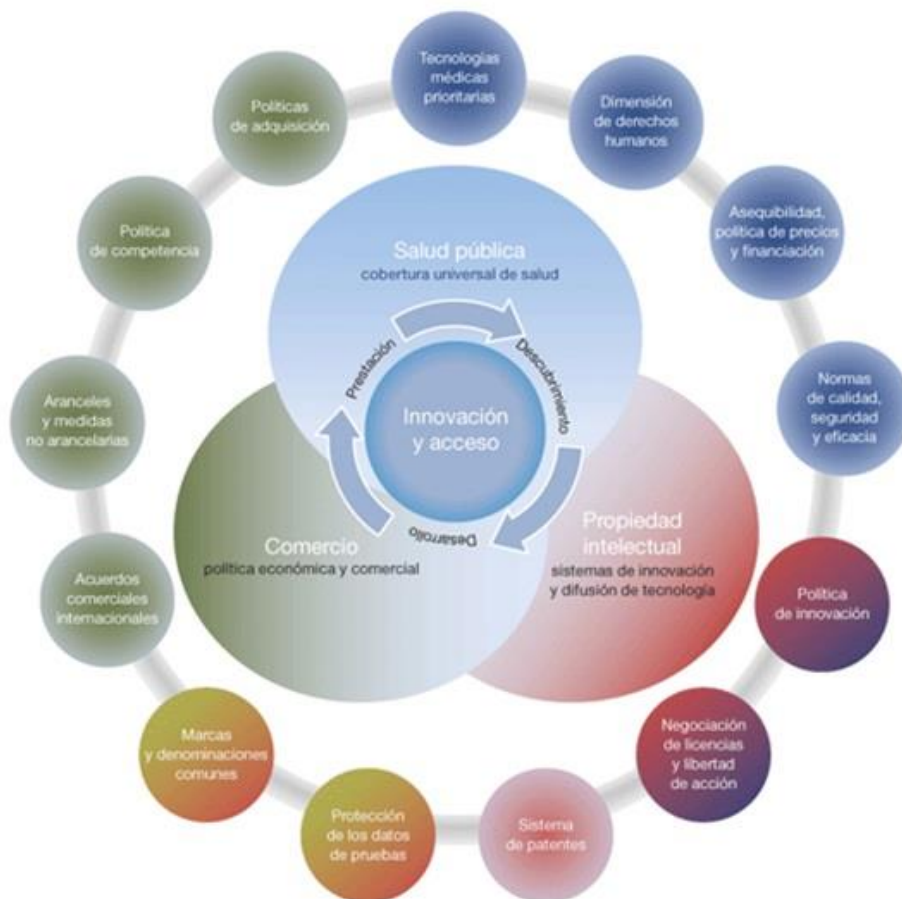 Tecnologías
médicas
prioritarias
Dimensión
de derechos
humanos
Asequibilidad,
política de precios
y financiación
Normas
de calidad,
seguridad
y eficacia
Política
de innovación
Negociación
de licencias
y libertad
de acción
Sistema
de patentes
Protección
de los datos
de pruebas
Marcas
y denominaciones
comunes
Acuerdos
comerciales
internacionales
Aranceles
y medidas
no arancelarias
Política
de competencia
Políticas
de adquisición
Salud pública
cobertura universal de salud
Prestación
Descubrimiento
Desarrollo
Innovación
y acceso
Comercio
política económica y comercial
Propiedad
intelectual
sistemas de innovación
y difusión de tecnología